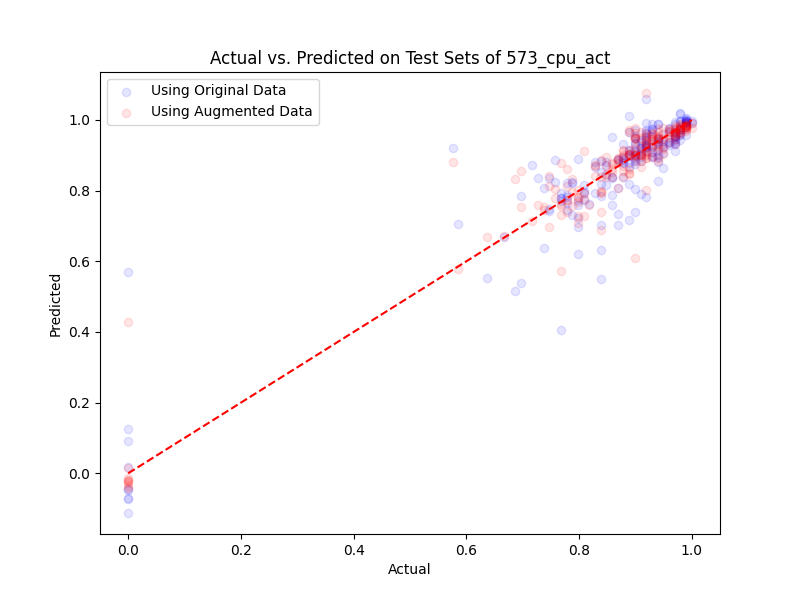 Actual vs. Predicted on Test Sets of 573_cpu_act
Using Original Data
Using Augmented Data
1.0
0.8
0.6
0.4
0.2
0.0
Predicted
0.0 0.2 0.4 0.6 0.8 1.0
Actual